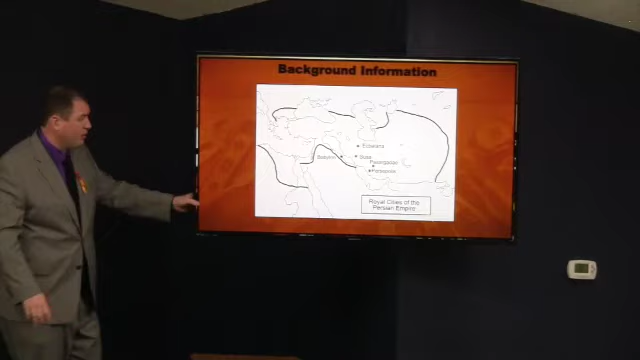 Background Information
Ecbatana
Babylon
Susa
Pasargadae
Persepolis
Royal Cities of the
Persian Empire